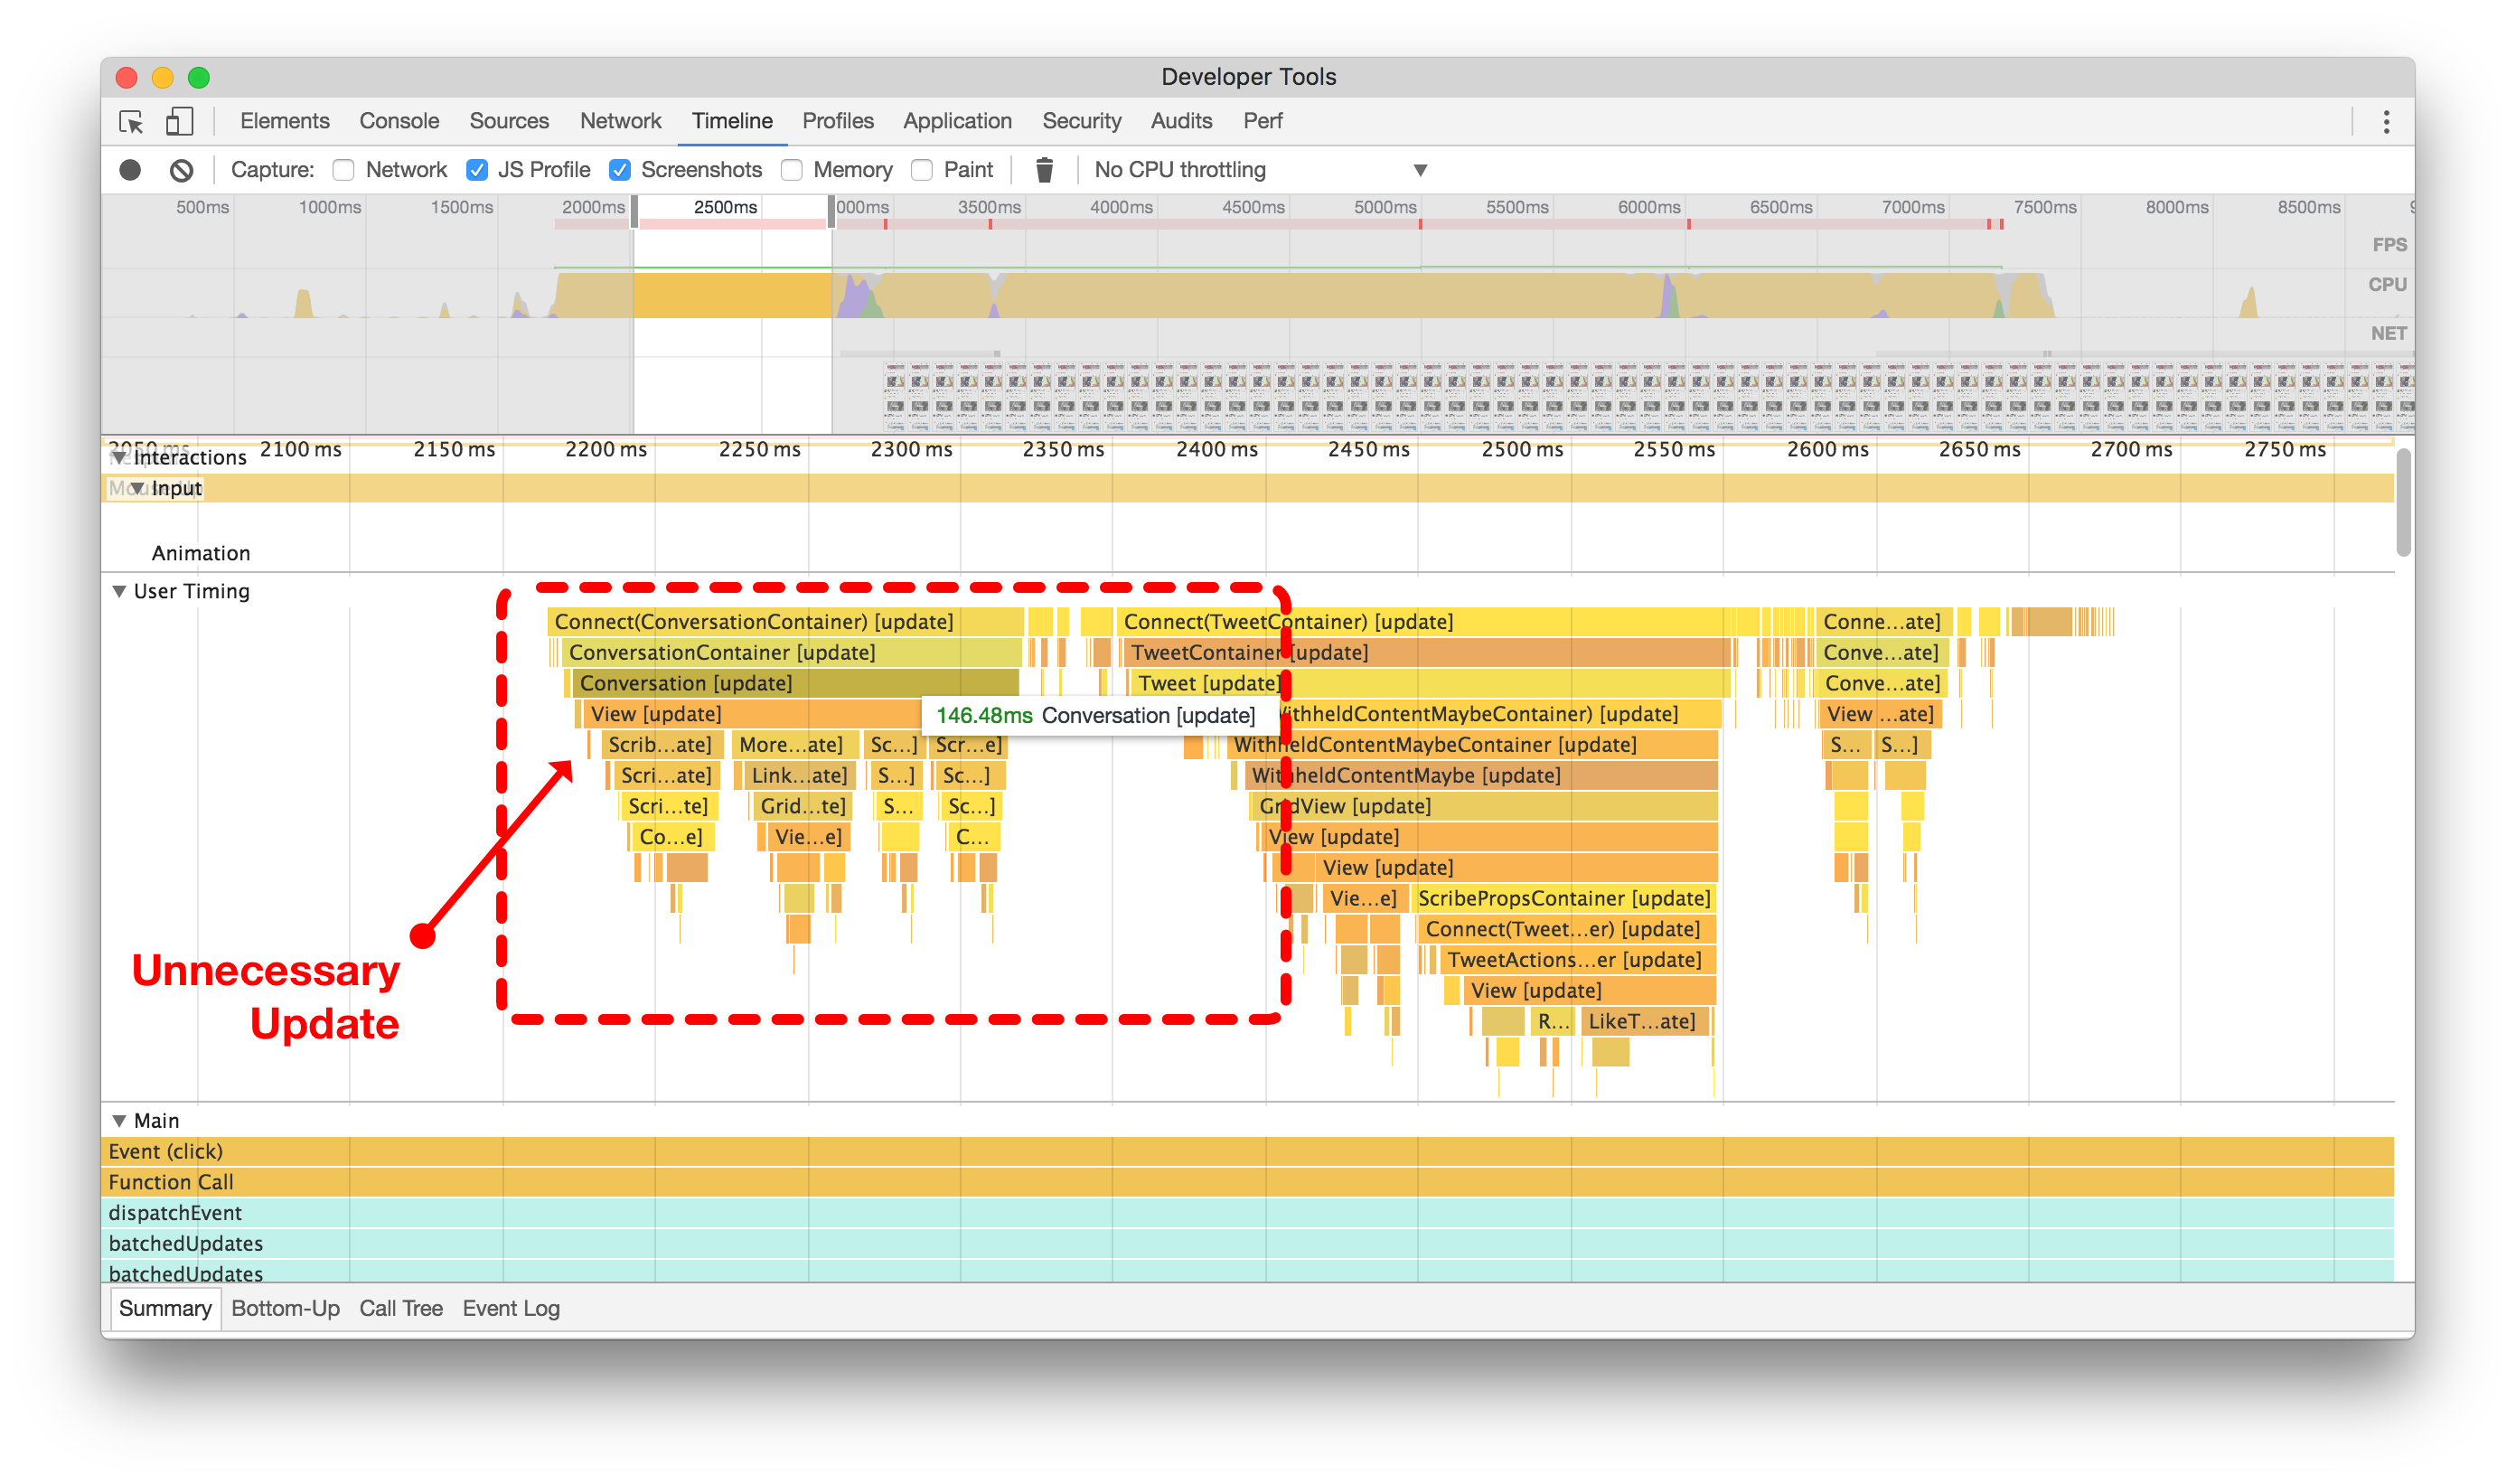 Developer Tools
Elements Console Sources Network Timeline Profiles Application Security Audits Perf
Capture: Network JS Profile Screenshots Memory Paint No CPU throttling
500ms 1000ms 1500ms 2000ms 2500ms 000ms 3500ms 4000ms 4500ms 5000ms 5500ms 6000ms 6500ms 7000ms 7500ms 8000ms 8500ms
FPS
CPU
NET
2050 ms 2100 ms 2150 ms 2200 ms 2250 ms 2300 ms 2350 ms 2400 ms 2450 ms 2500 ms 2550 ms 2600 ms 2650 ms 2700 ms 2750 ms
Interactions
Input
Animation
User Timing
Connect(ConversationContainer) [update] Connect(TweetContainer) [update] Conne...ate]
ConversationContainer [update] TweetContainer [update] Conve...ate]
Conversation [update] Tweet [update] Conve...ate]
View [update] 146.48ms Conversation [update] WithheldContentMaybeContainer) [update] View ...ate]
Scrib...ate] More...ate] Sc...] Scr...e] WithheldContentMaybeContainer [update] S... S...]
Scri...ate] Link...ate] S...] Sc...] WithheldContentMaybe [update]
Scri...te] Grid...te] S... Sc...] GridView [update]
Co...e] Vie...e] C... View [update]
View [update]
Vie...e] ScribePropsContainer [update]
Connect(Tweet...er) [update]
TweetActions...er [update]
View [update]
R... LikeT...ate]
Unnecessary
Update
Main
Event (click)
Function Call
dispatchEvent
batchedUpdates
batchedUpdates
Summary Bottom-Up Call Tree Event Log